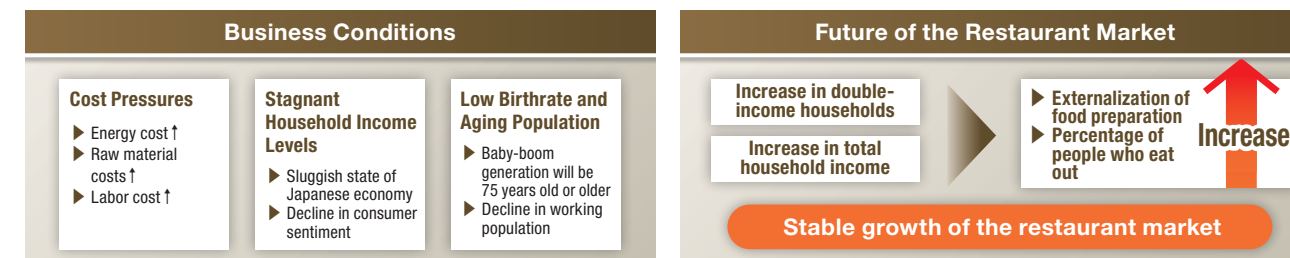 Business Conditions
Cost Pressures
▶ Energy cost↑
▶ Raw material
costs↑
▶ Labor cost↑
Stagnant
Household Income
Levels
▶ Sluggish state of
Japanese economy
▶ Decline in consumer
sentiment
Low Birthrate and
Aging Population
▶ Baby-boom
generation will be
75 years old or older
▶ Decline in working
population
Future of the Restaurant Market
Increase in double-
income households
Increase in total
household income
▶ Externalization of
food preparation
▶ Percentage of
people who eat
out
Increase
Stable growth of the restaurant market